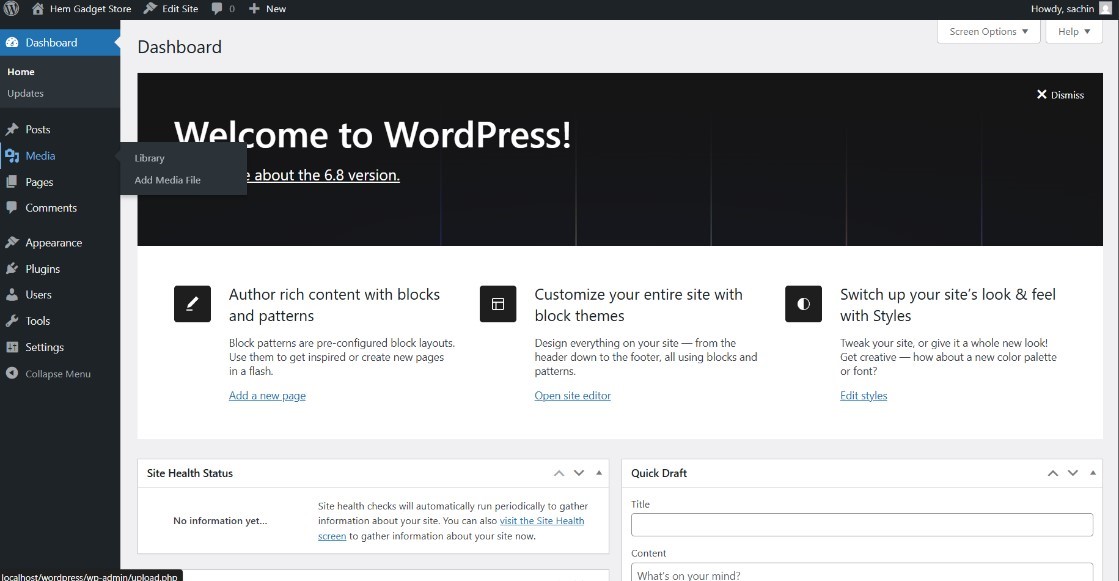 Hem Gadget Store
Edit Site
0
New
Howdy, sachin
Dashboard
Home
Updates
Posts
Media
Pages
Comments
Appearance
Plugins
Users
Tools
Settings
Collapse Menu
Library
Add Media File
Dashboard
Screen Options
Help
Dismiss
Welcome to WordPress!
about the 6.8 version.
Author rich content with blocks
and patterns
Block patterns are pre-configured block layouts.
Use them to get inspired or create new pages
in a flash.
Add a new page
Customize your entire site with
block themes
Design everything on your site — from the
header down to the footer, all using blocks and
patterns.
Open site editor
Switch up your site’s look & feel
with Styles
Tweak your site, or give it a whole new look!
Get creative — how about a new color palette
or font?
Edit styles
Site Health Status
No information yet...
Site health checks will automatically run periodically to gather
information about your site. You can also visit the Site Health
screen to gather information about your site now.
Quick Draft
Title
Content
What's on your mind?
localhost/wordpress/wp-admin/upload.php